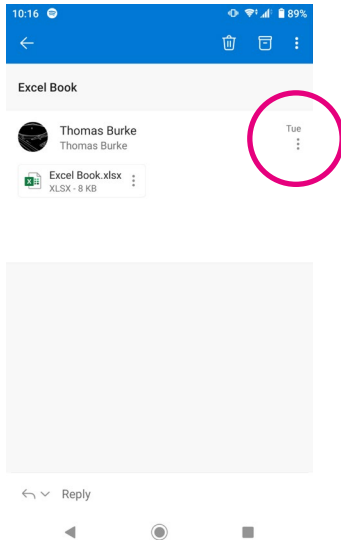 10:16 89%
Excel Book
Thomas Burke Tue
Thomas Burke
Excel Book.xlsx
XLSX - 8 KB
Reply